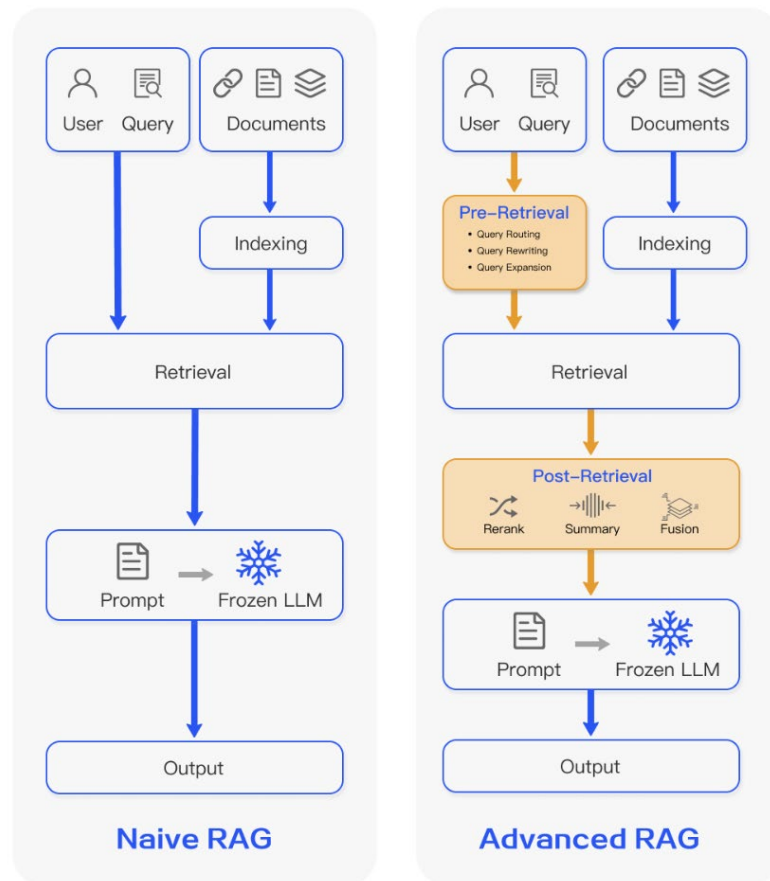 User Query
Documents
Indexing
Retrieval
Prompt
Frozen LLM
Output
Naive RAG
User Query
Documents
Pre-Retrieval
• Query Routing
• Query Rewriting
• Query Expansion
Indexing
Retrieval
Post-Retrieval
Rerank
Summary
Fusion
Prompt
Frozen LLM
Output
Advanced RAG